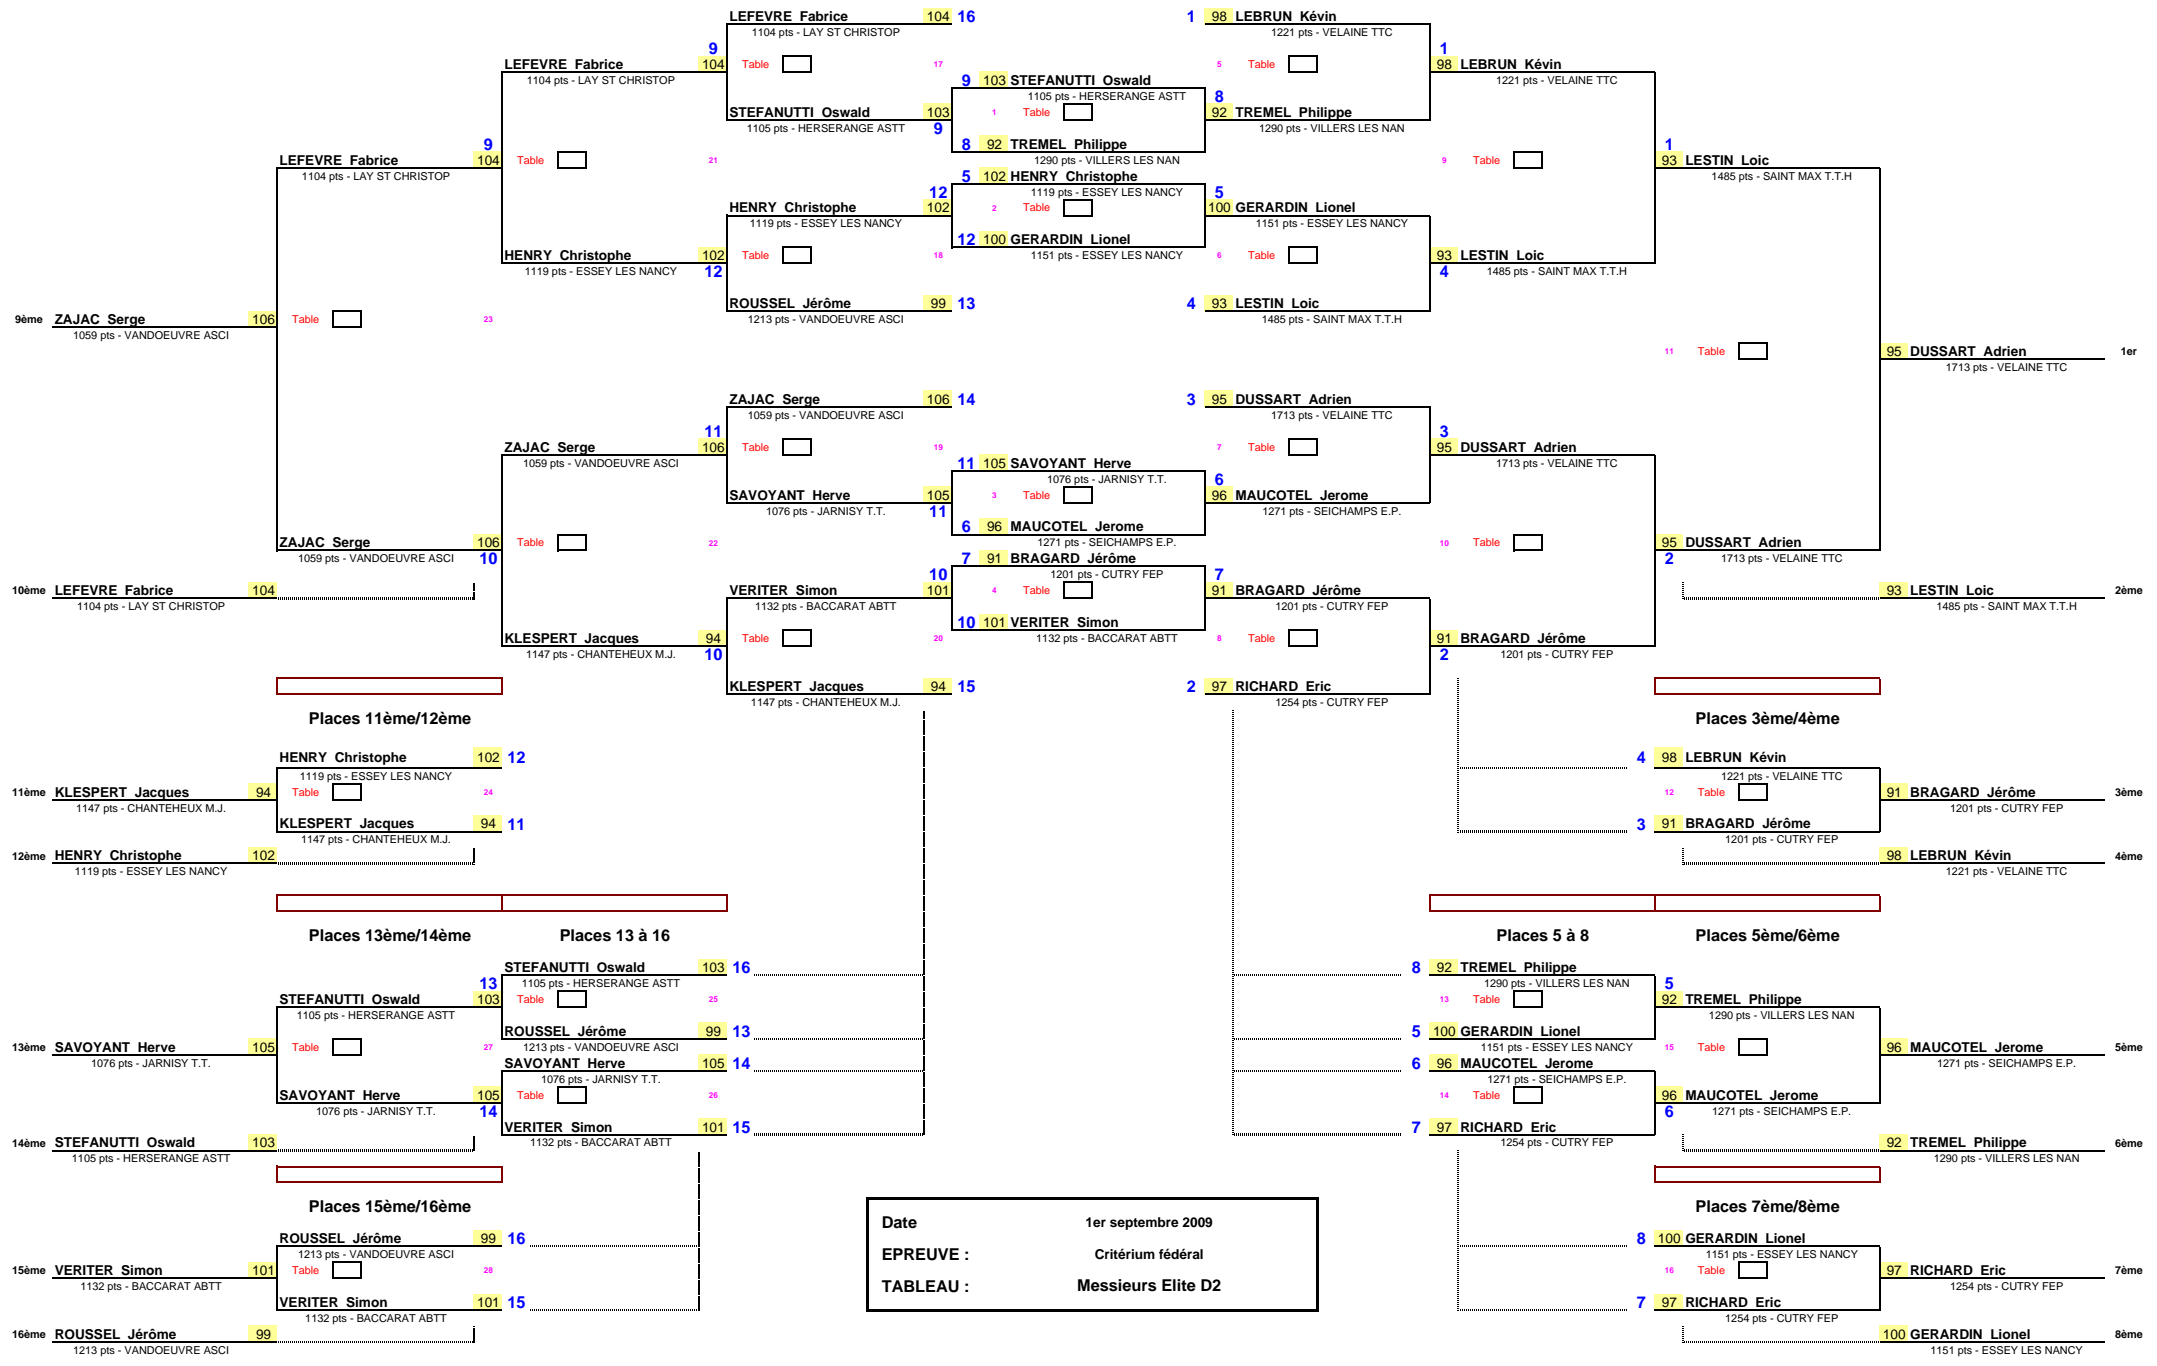 LEFEVRE Fabrice 104 16
1104 pts - LAY ST CHRISTOP
1 98 LEBRUN Kévin
1221 pts - VELAINE TTC
9
LEFEVRE Fabrice 104 Table 17
1104 pts - LAY ST CHRISTOP
5 Table
1
98 LEBRUN Kévin
1221 pts - VELAINE TTC
9 103 STEFANUTTI Oswald
1105 pts - HERSERANGE ASTT
STEFANUTTI Oswald 103
1105 pts - HERSERANGE ASTT
9
1 Table
8
92 TREMEL Philippe
1290 pts - VILLERS LES NAN
8 92 TREMEL Philippe
1290 pts - VILLERS LES NAN
9
LEFEVRE Fabrice 104 Table 21
1104 pts - LAY ST CHRISTOP
9 Table
1
93 LESTIN Loic
1485 pts - SAINT MAX T.T.H
5 102 HENRY Christophe
1119 pts - ESSEY LES NANCY
12
HENRY Christophe 102
1119 pts - ESSEY LES NANCY
2 Table
5
100 GERARDIN Lionel
1151 pts - ESSEY LES NANCY
12 100 GERARDIN Lionel
1151 pts - ESSEY LES NANCY
HENRY Christophe 102 Table 18
1119 pts - ESSEY LES NANCY 12
6 Table
93 LESTIN Loic
4 1485 pts - SAINT MAX T.T.H
ROUSSEL Jérôme 99 13
1213 pts - VANDOEUVRE ASCI
4 93 LESTIN Loic
1485 pts - SAINT MAX T.T.H
9ème ZAJAC Serge 106 Table 23
1059 pts - VANDOEUVRE ASCI
11 Table
95 DUSSART Adrien 1er
1713 pts - VELAINE TTC
ZAJAC Serge 106 14
1059 pts - VANDOEUVRE ASCI
3 95 DUSSART Adrien
1713 pts - VELAINE TTC
11
ZAJAC Serge 106 Table 19
1059 pts - VANDOEUVRE ASCI
7 Table
3
95 DUSSART Adrien
1713 pts - VELAINE TTC
11 105 SAVOYANT Herve
1076 pts - JARNISY T.T.
SAVOYANT Herve 105
1076 pts - JARNISY T.T. 11
3 Table
6
96 MAUCOTEL Jerome
1271 pts - SEICHAMPS E.P.
6 96 MAUCOTEL Jerome
1271 pts - SEICHAMPS E.P.
ZAJAC Serge 106 Table 22
1059 pts - VANDOEUVRE ASCI 10
10 Table
95 DUSSART Adrien
2 1713 pts - VELAINE TTC
7 91 BRAGARD Jérôme
1201 pts - CUTRY FEP
10ème LEFEVRE Fabrice 104
1104 pts - LAY ST CHRISTOP
10
VERITER Simon 101
1132 pts - BACCARAT ABTT
4 Table
7
91 BRAGARD Jérôme
1201 pts - CUTRY FEP
93 LESTIN Loic 2ème
1485 pts - SAINT MAX T.T.H
10 101 VERITER Simon
1132 pts - BACCARAT ABTT
KLESPERT Jacques 94 Table 20
1147 pts - CHANTEHEUX M.J. 10
8 Table
91 BRAGARD Jérôme
2 1201 pts - CUTRY FEP
KLESPERT Jacques 94 15
1147 pts - CHANTEHEUX M.J.
2 97 RICHARD Eric
1254 pts - CUTRY FEP
Places 11ème/12ème
Places 3ème/4ème
HENRY Christophe 102 12
1119 pts - ESSEY LES NANCY
4 98 LEBRUN Kévin
1221 pts - VELAINE TTC
11ème KLESPERT Jacques 94 Table 24
1147 pts - CHANTEHEUX M.J.
12 Table
91 BRAGARD Jérôme 3ème
1201 pts - CUTRY FEP
KLESPERT Jacques 94 11
1147 pts - CHANTEHEUX M.J.
3 91 BRAGARD Jérôme
1201 pts - CUTRY FEP
12ème HENRY Christophe 102
1119 pts - ESSEY LES NANCY
98 LEBRUN Kévin 4ème
1221 pts - VELAINE TTC
Places 13ème/14ème Places 13 à 16
Places 5 à 8 Places 5ème/6ème
STEFANUTTI Oswald 103 16
1105 pts - HERSERANGE ASTT
8 92 TREMEL Philippe
1290 pts - VILLERS LES NAN
13
STEFANUTTI Oswald 103 Table 25
1105 pts - HERSERANGE ASTT
13 Table
5
92 TREMEL Philippe
1290 pts - VILLERS LES NAN
ROUSSEL Jérôme 99 13
1213 pts - VANDOEUVRE ASCI
5 100 GERARDIN Lionel
1151 pts - ESSEY LES NANCY
13ème SAVOYANT Herve 105 Table 27
1076 pts - JARNISY T.T.
15 Table
96 MAUCOTEL Jerome 5ème
1271 pts - SEICHAMPS E.P.
SAVOYANT Herve 105 14
1076 pts - JARNISY T.T.
6 96 MAUCOTEL Jerome
1271 pts - SEICHAMPS E.P.
SAVOYANT Herve 105 Table 26
1076 pts - JARNISY T.T. 14
14 Table
96 MAUCOTEL Jerome
6 1271 pts - SEICHAMPS E.P.
VERITER Simon 101 15
1132 pts - BACCARAT ABTT
7 97 RICHARD Eric
1254 pts - CUTRY FEP
14ème STEFANUTTI Oswald 103
1105 pts - HERSERANGE ASTT
92 TREMEL Philippe 6ème
1290 pts - VILLERS LES NAN
Places 15ème/16ème
Places 7ème/8ème
Date 1er septembre 2009
EPREUVE : Critérium fédéral
TABLEAU : Messieurs Elite D2
ROUSSEL Jérôme 99 16
1213 pts - VANDOEUVRE ASCI
8 100 GERARDIN Lionel
1151 pts - ESSEY LES NANCY
15ème VERITER Simon 101 Table 28
1132 pts - BACCARAT ABTT
16 Table
97 RICHARD Eric 7ème
1254 pts - CUTRY FEP
VERITER Simon 101 15
1132 pts - BACCARAT ABTT
7 97 RICHARD Eric
1254 pts - CUTRY FEP
16ème ROUSSEL Jérôme 99
1213 pts - VANDOEUVRE ASCI
100 GERARDIN Lionel 8ème
1151 pts - ESSEY LES NANCY